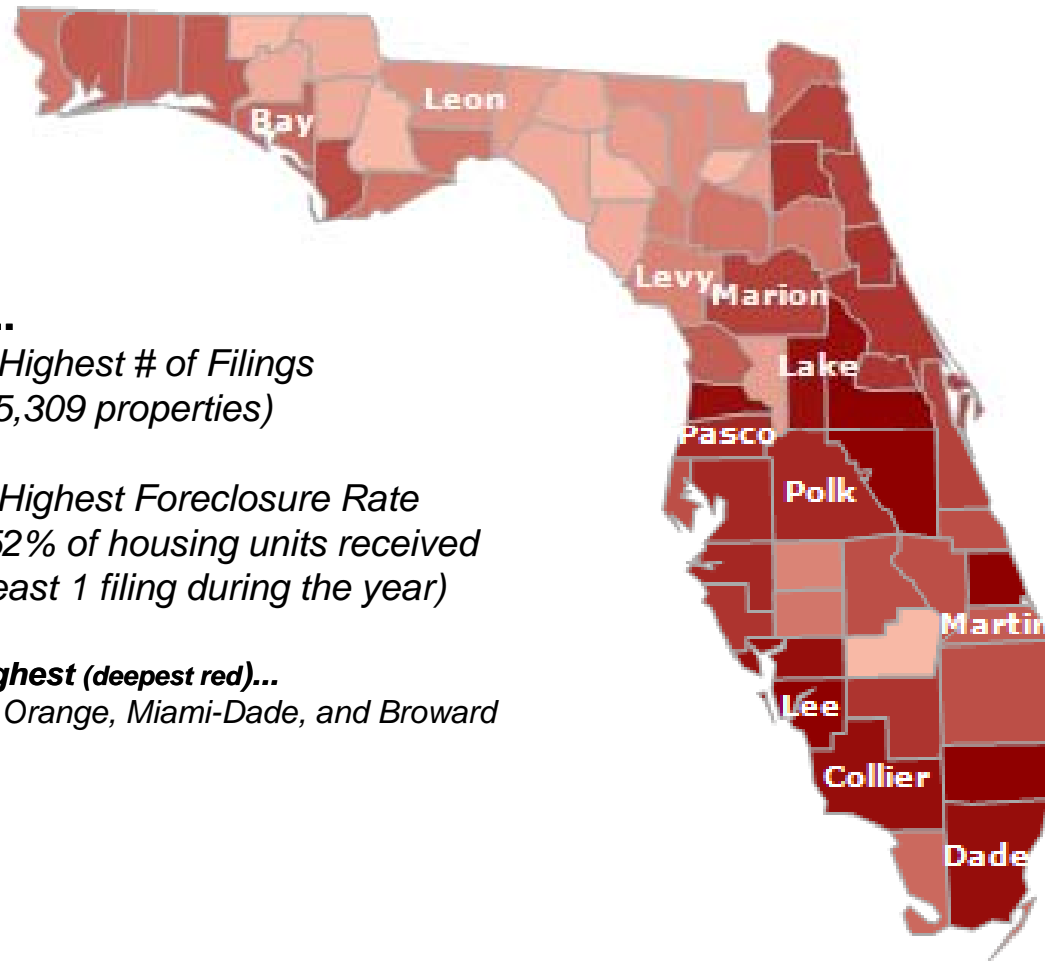 Leon
Bay
Levy
Marion
..
Highest # of Filings
Lake
5,309 properties)
Pasco
Highest Foreclosure Rate
Polk
52% of housing units received
east 1 filing during the year)
Martin
ghest (deepest red)...
Orange, Miami-Dade, and Broward
Lee
Collier
Dade